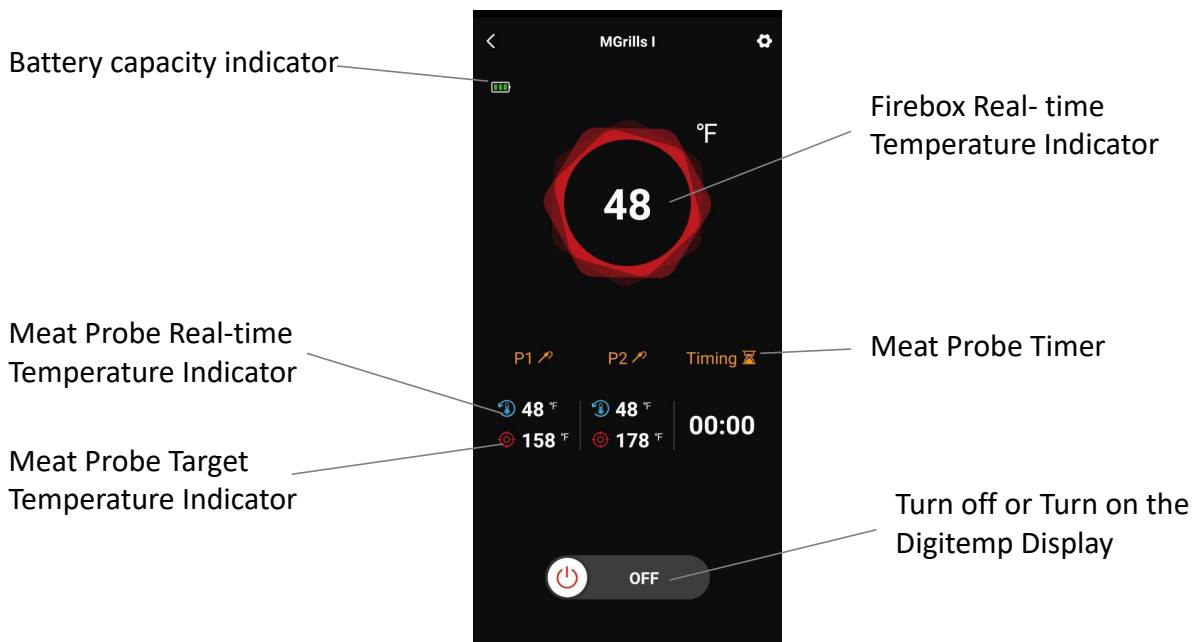 Battery capacity indicator
MGrills I
Firebox Real- time
Temperature Indicator
°F
48
Meat Probe Real-time
Temperature Indicator
P1
P2
Timing
Meat Probe Timer
48 °F
48 °F
158 °F
178 °F
00:00
Meat Probe Target
Temperature Indicator
Turn off or Turn on the
Digitemp Display
OFF